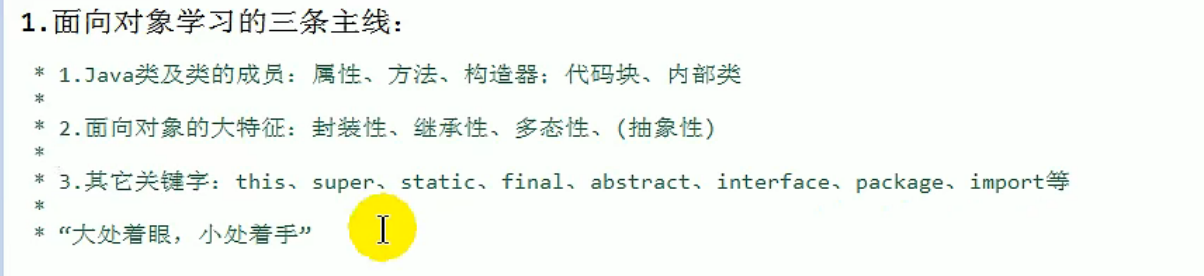 1.面向对象学习的三条主线：
* 1.Java类及类的成员：属性、方法、构造器；代码块、内部类
*
* 2.面向对象的大特征：封装性、继承性、多态性、(抽象性)
*
* 3.其它关键字：this、super、static、final、abstract、interface、package、import等
*
* “大处着眼，小处着手”